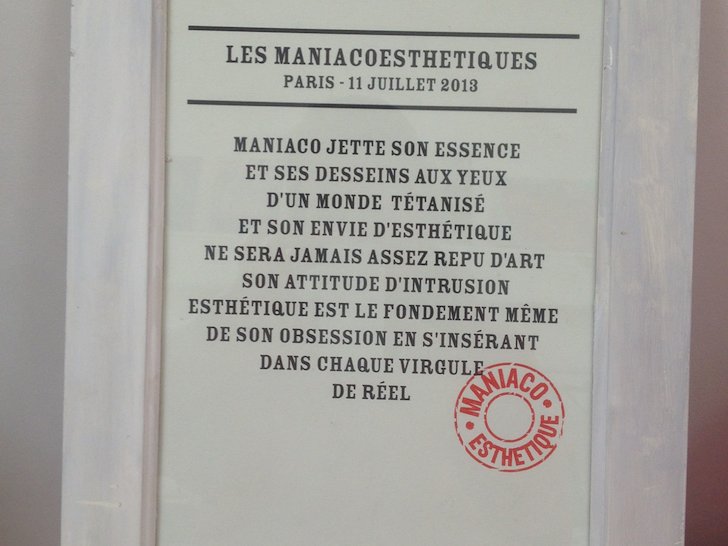 LES MANIACOESTHETIQUES
PARIS - 11 JUILLET 2013
MANIACO JETTE SON ESSENCE
ET SES DESSEINS AUX YEUX
D'UN MONDE TÉTANISÉ
ET SON ENVIE D'ESTHÉTIQUE
NE SERA JAMAIS ASSEZ REPU D'ART
SON ATTITUDE D'INTRUSION
ESTHÉTIQUE EST LE FONDEMENT MÊME
DE SON OBSESSION EN S'INSÉRANT
DANS CHAQUE VIRGULE
DE RÉEL
MANIACO
ESTHETIQUE